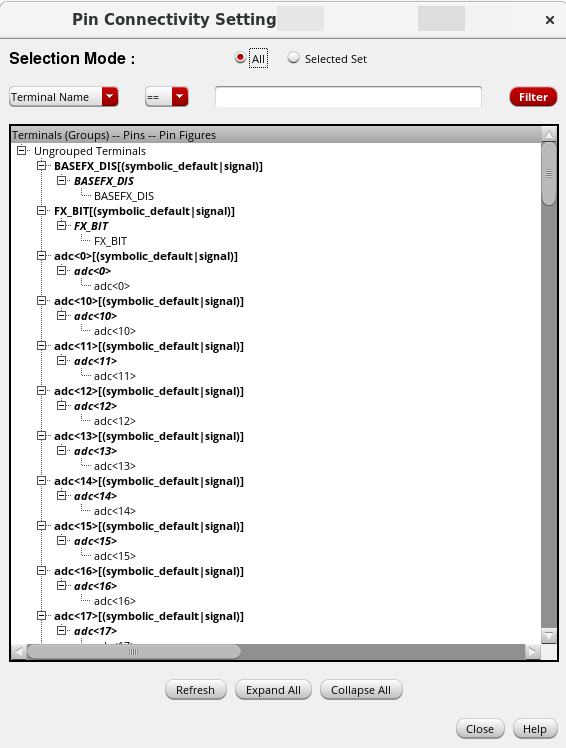 Pin Connectivity Setting
Selection Mode :
All
Selected Set
Terminal Name
==
Filter
Terminals (Groups) -- Pins -- Pin Figures
Ungrouped Terminals
BASEFX_DIS[(symbolic_default|signal)]
BASEFX_DIS
BASEFX_DIS
FX_BIT[(symbolic_default|signal)]
FX_BIT
FX_BIT
adc<0>[(symbolic_default|signal)]
adc<0>
adc<0>
adc<10>[(symbolic_default|signal)]
adc<10>
adc<10>
adc<11>[(symbolic_default|signal)]
adc<11>
adc<11>
adc<12>[(symbolic_default|signal)]
adc<12>
adc<12>
adc<13>[(symbolic_default|signal)]
adc<13>
adc<13>
adc<14>[(symbolic_default|signal)]
adc<14>
adc<14>
adc<15>[(symbolic_default|signal)]
adc<15>
adc<15>
adc<16>[(symbolic_default|signal)]
adc<16>
adc<16>
adc<17>[(symbolic_default|signal)]
adc<17>
Refresh
Expand All
Collapse All
Close
Help